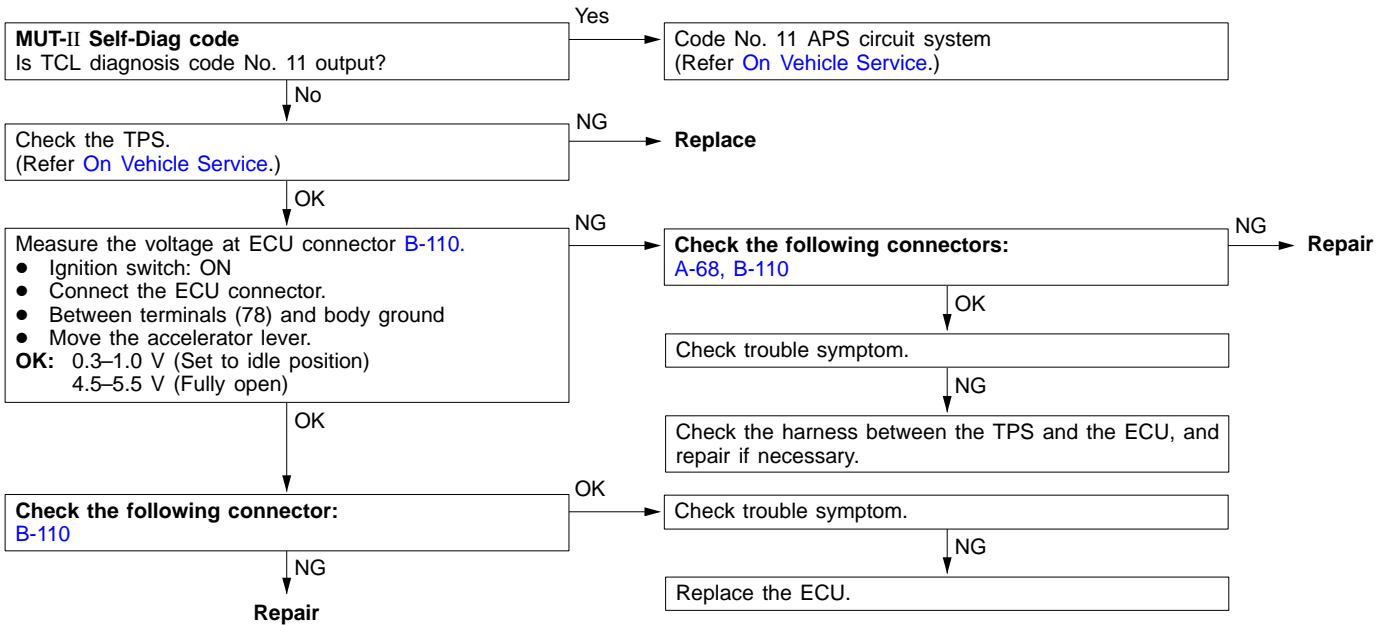 MUT-II Self-Diag code
Is TCL diagnosis code No. 11 output?
Yes
Code No. 11 APS circuit system
(Refer On Vehicle Service.)
No
Check the TPS.
(Refer On Vehicle Service.)
NG
Replace
OK
Measure the voltage at ECU connector B-110.
● Ignition switch: ON
● Connect the ECU connector.
● Between terminals (78) and body ground
● Move the accelerator lever.
OK: 0.3–1.0 V (Set to idle position)
4.5–5.5 V (Fully open)
NG
Check the following connectors:
A-68, B-110
NG
Repair
OK
Check trouble symptom.
NG
Check the harness between the TPS and the ECU, and
repair if necessary.
OK
Check the following connector:
B-110
OK
Check trouble symptom.
NG
Replace the ECU.
NG
Repair